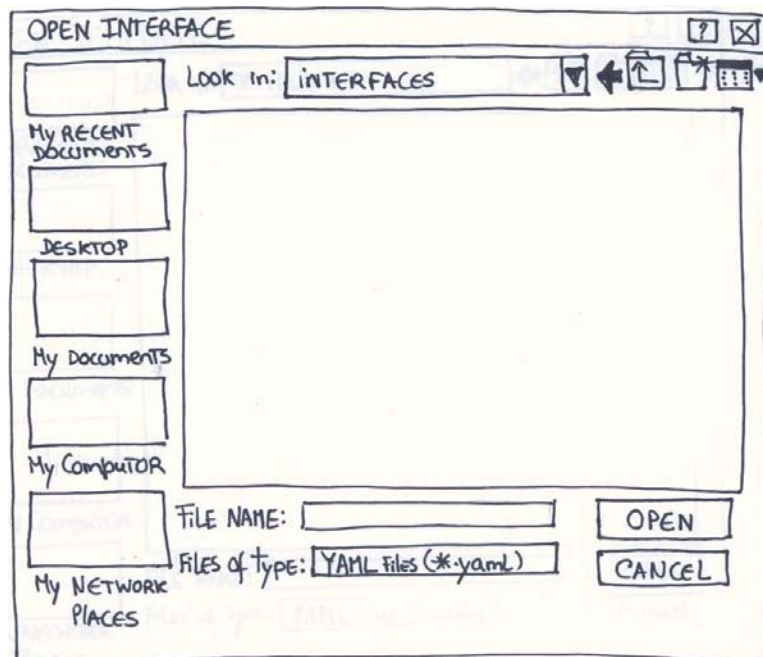 OPEN INTERFACE ?
Look in: INTERFACES
My RECENT
Documents
DESKTOP
My Documents
My CompuTOR
My NETWORK
PLACES
FILE NAME:
OPEN
Files of type: YAML Files (*.yaml)
CANCEL